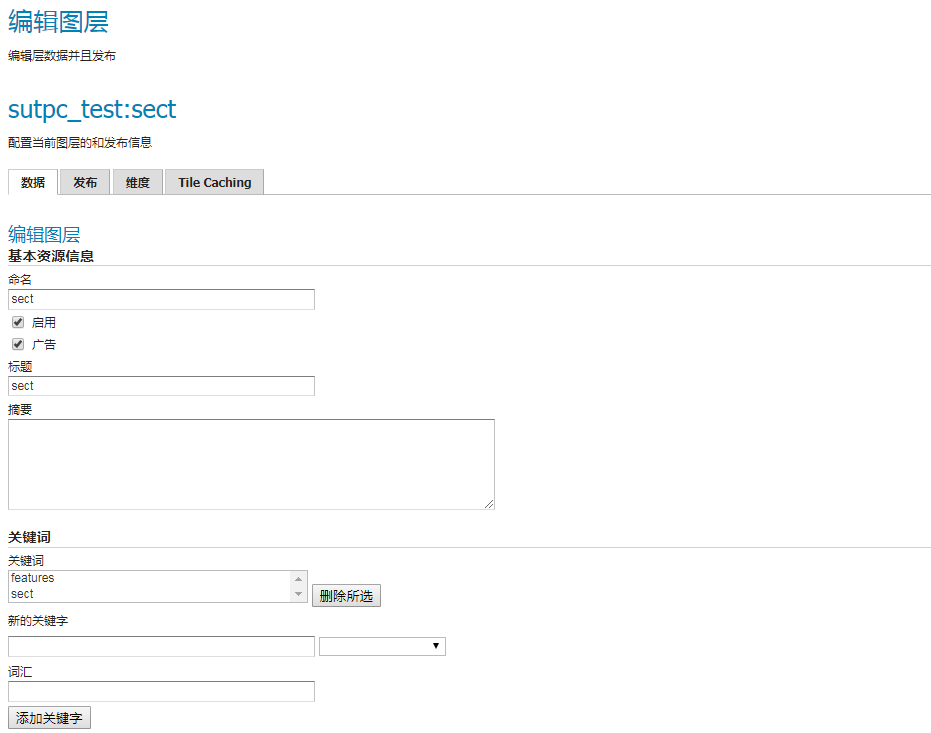 编辑图层
编辑层数据并且发布
sutpc_test:sect
配置当前图层的和发布信息
数据 发布 维度 Tile Caching
编辑图层
基本资源信息
命名
sect
启用
广告
标题
sect
摘要
关键词
关键词
features
sect
删除所选
新的关键字
词汇
添加关键字